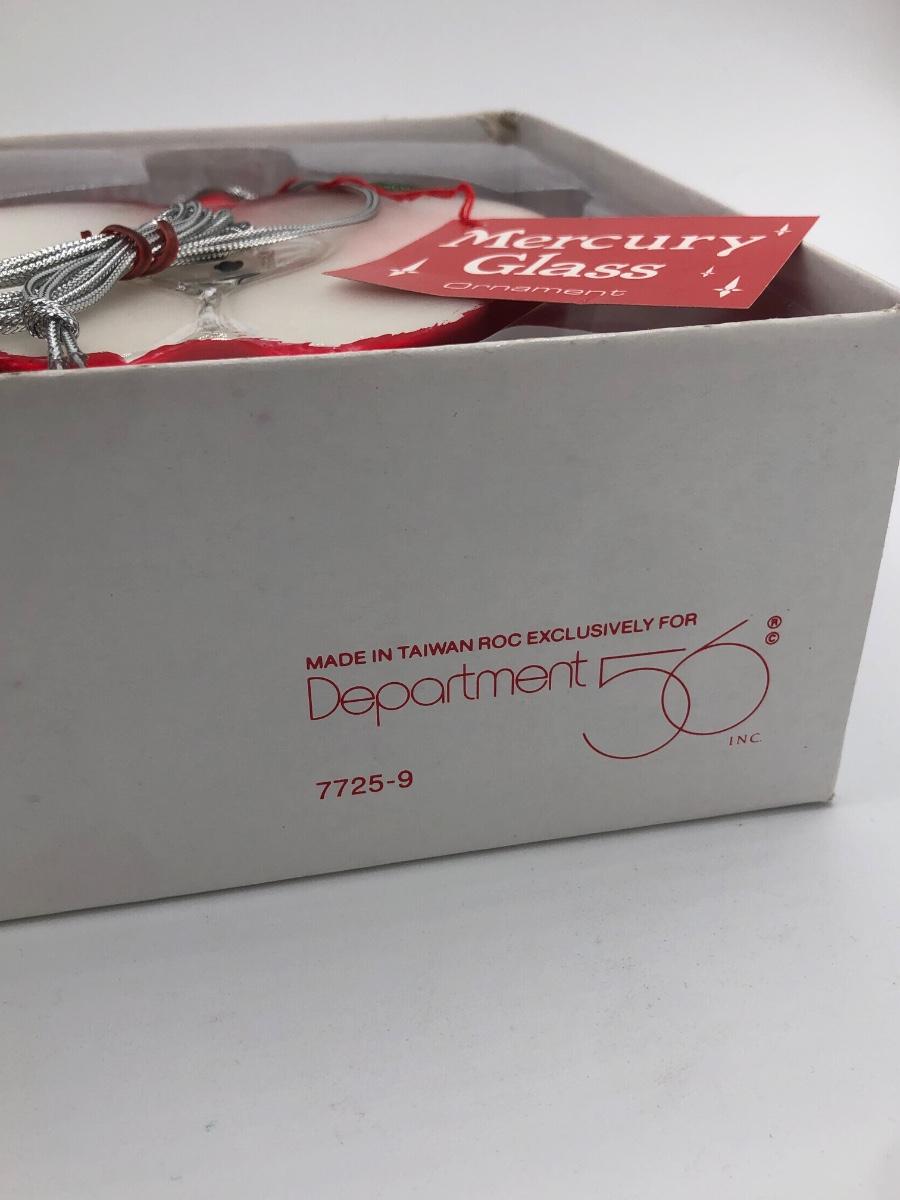 Mercury
Glass
Ornament
MADE IN TAIWAN ROC EXCLUSIVELY FOR
Department 56 ® ©
INC.
7725-9